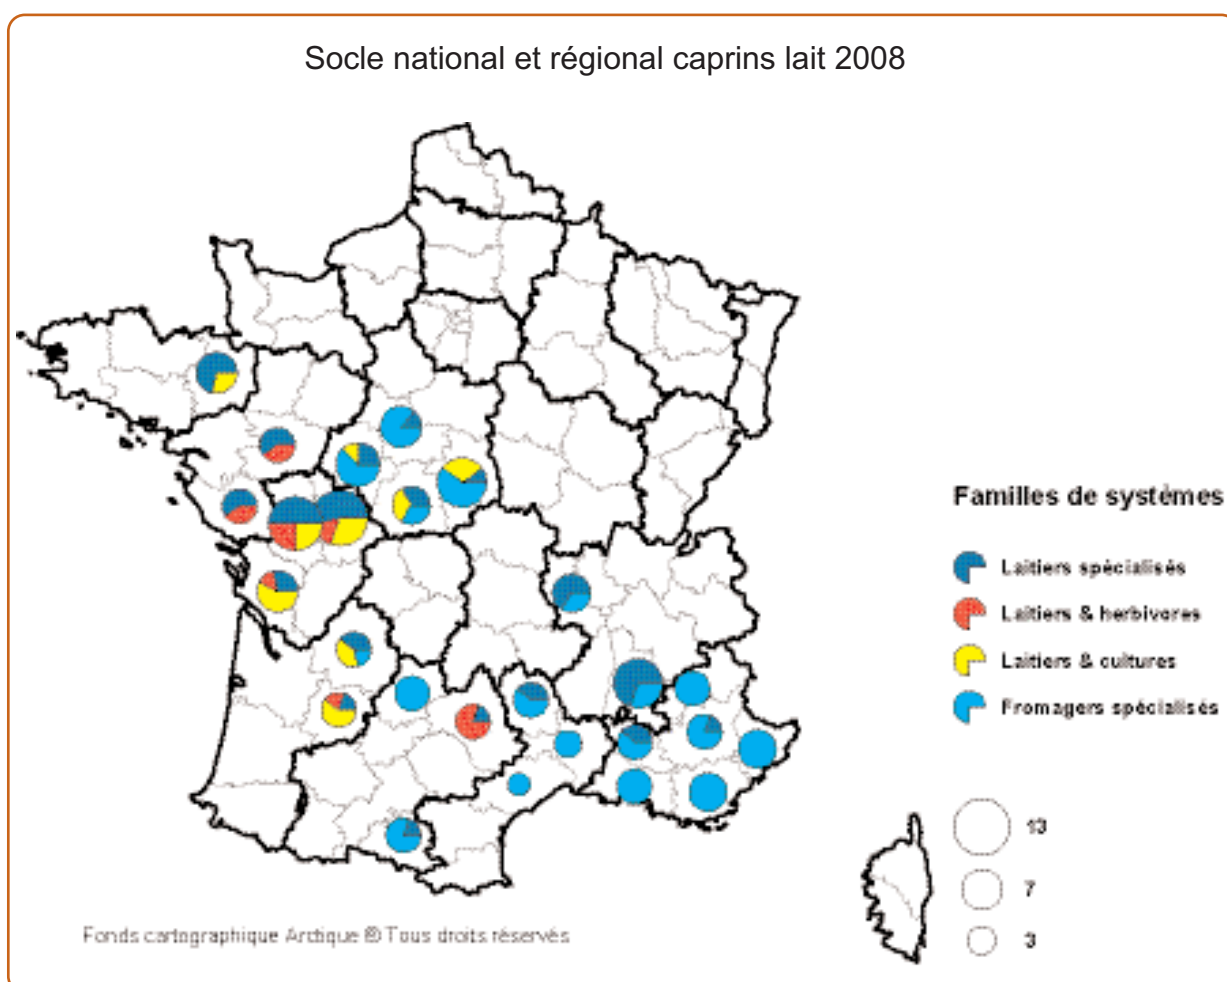 Socle national et régional caprins lait 2008
Familles de systèmes
Laitiers spécialisés
Laitiers & herbivores
Laitiers & cultures
Fromagers spécialisés
13
7
3
Fonds cartographique Arctique ® Tous droits réservés